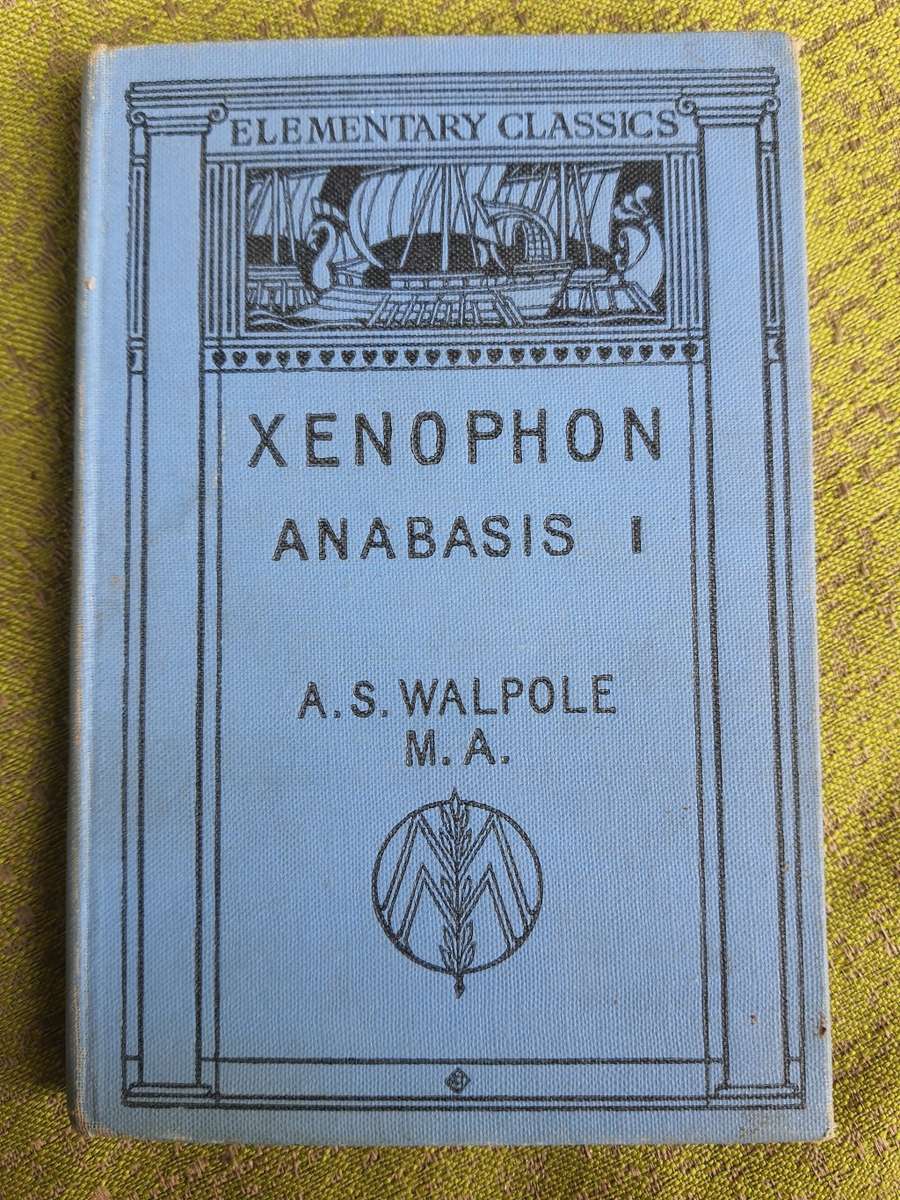 ELEMENTARY CLASSICS
XENOPHON
ANABASIS I
A.S. WALPOLE
M.A.